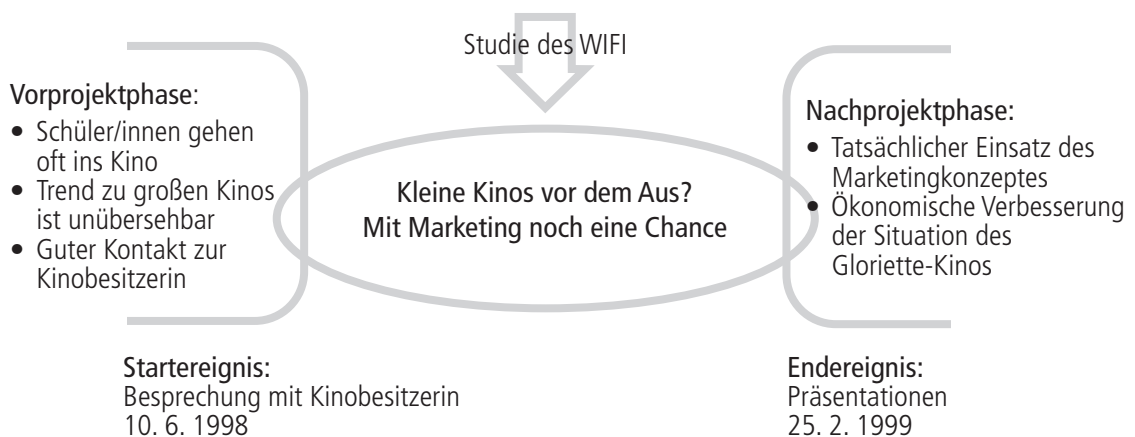 Studie des WIFI
Vorprojektphase:
• Schüler/innen gehen
oft ins Kino
• Trend zu großen Kinos
ist unübersehbar
• Guter Kontakt zur
Kinobesitzerin
Kleine Kinos vor dem Aus?
Mit Marketing noch eine Chance
Nachprojektphase:
• Tatsächlicher Einsatz des
Marketingkonzeptes
• Ökonomische Verbesserung
der Situation des
Gloriette-Kinos
Startereignis:
Besprechung mit Kinobesitzerin
10. 6. 1998
Endereignis:
Präsentationen
25. 2. 1999